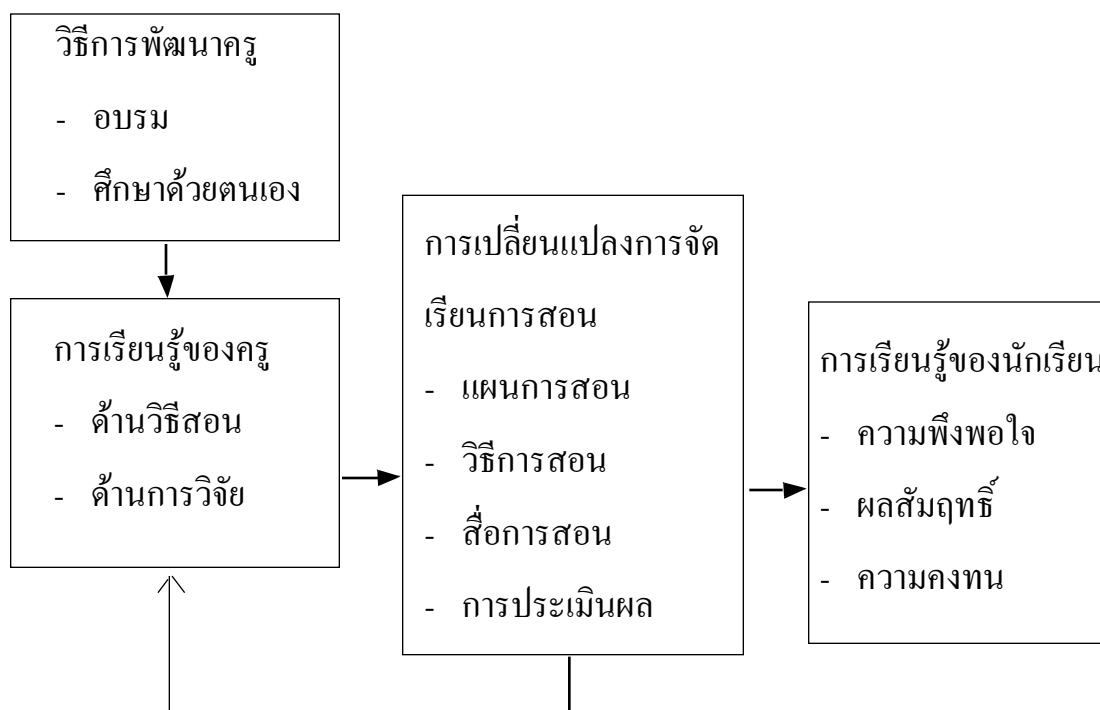 วิธีการพัฒนาครู
- อบรม
- ศึกษาด้วยตนเอง
การเรียนรู้ของครู
- ด้านวิธีสอน
- ด้านการวิจัย
การเปลี่ยนแปลงการจัด
เรียนการสอน
- แผนการสอน
- วิธีการสอน
- สื่อการสอน
- การประเมินผล
การเรียนรู้ของนักเรียน
- ความพึงพอใจ
- ผลสัมฤทธิ์
- ความคงทน